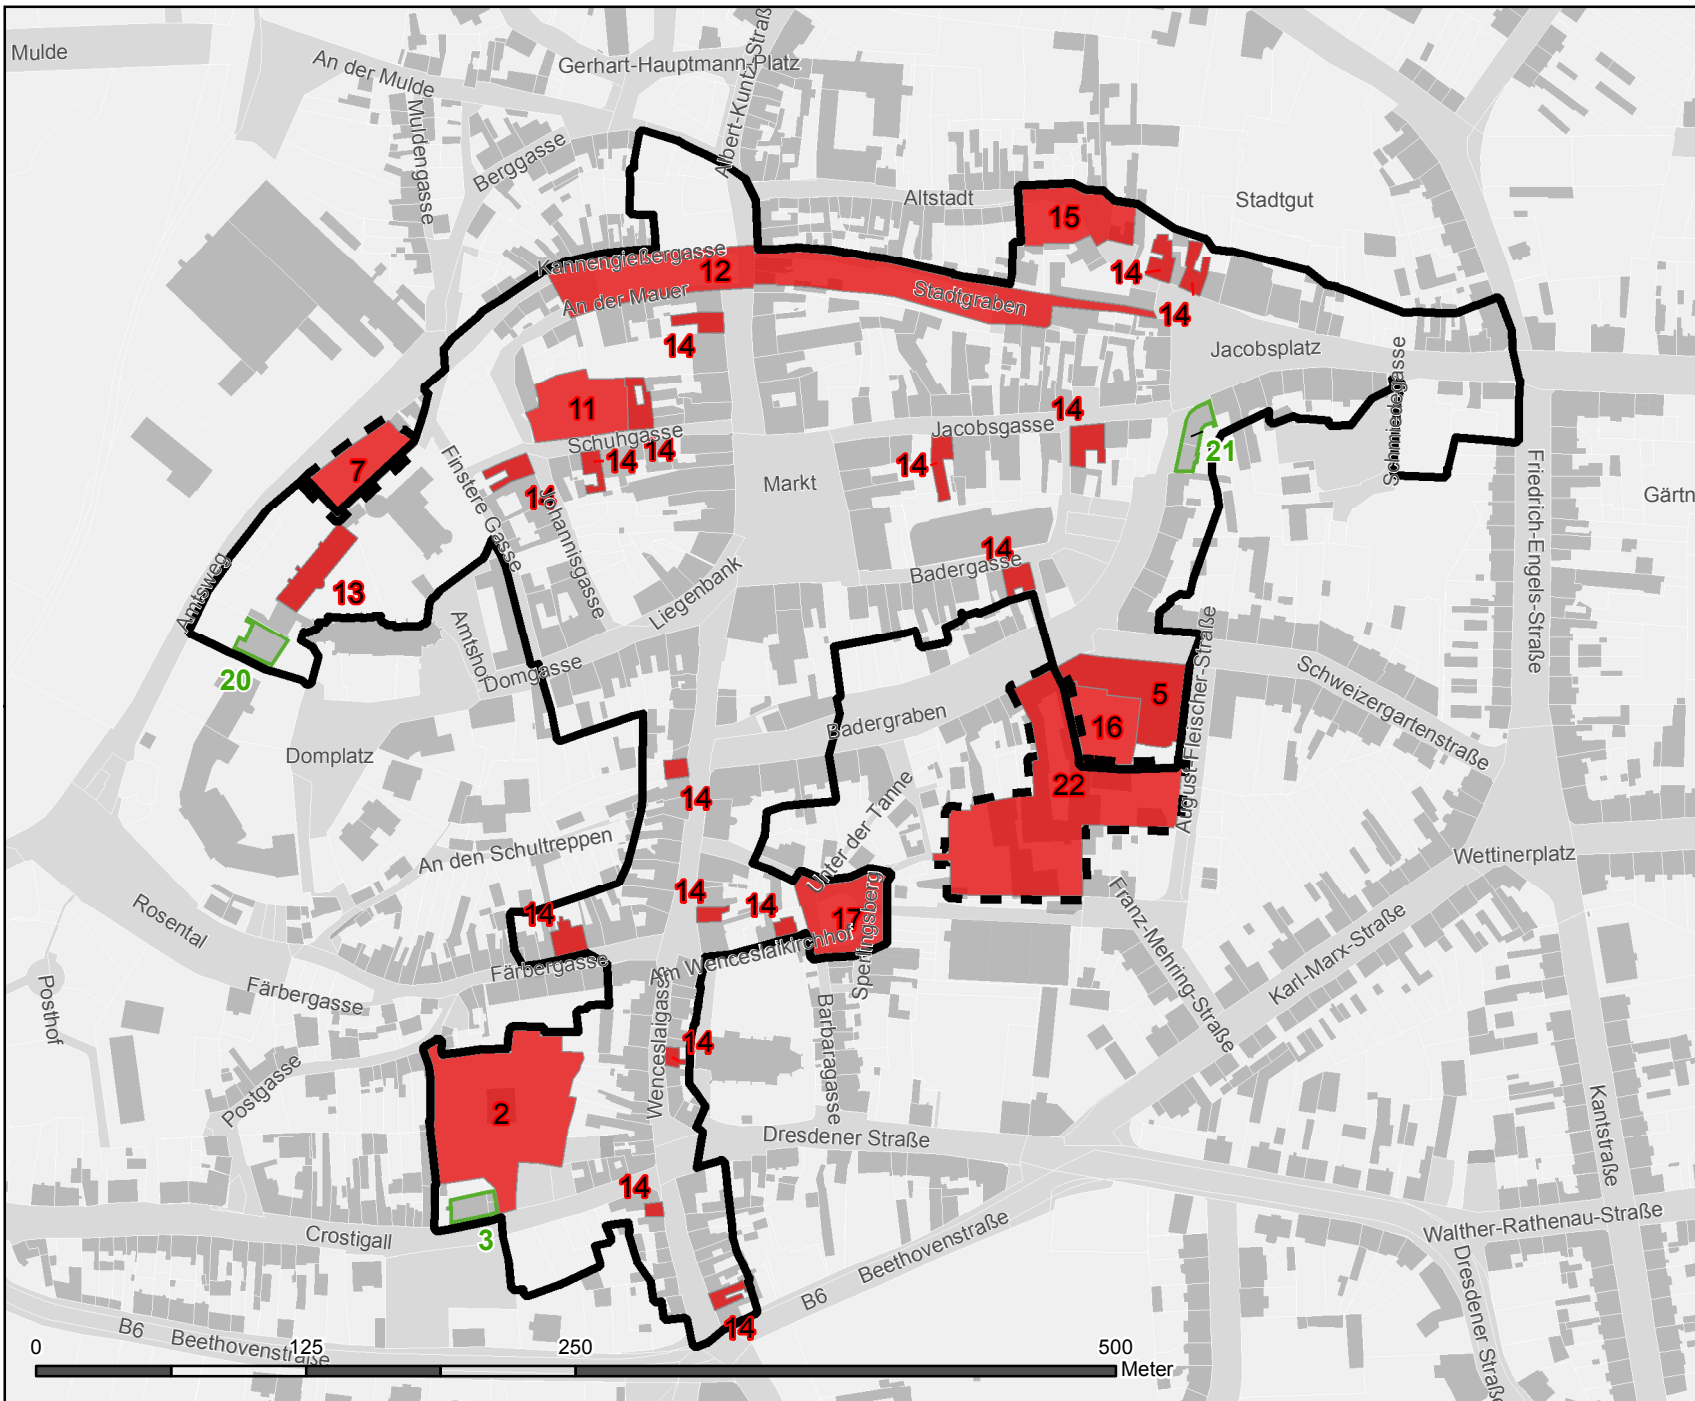 Mulde
An der Mulde
Gerhart-Hauptmann-Platz
Albert-Kuntz-Straß
Muldengasse
Berggasse
Altstadt
Stadtgut
15
Kannengießergasse
12
14
An der Mauer
Stadtgraben
14
14
Jacobsplatz
Schmiedegasse
11
14
Schuhgasse
Jacobsgasse
14
14
14
21
7
Finstere Gasse
14
Johannisgasse
Markt
Friedrich-Engels-Straße
Gärtn
14
Badergasse
Amtsweg
13
Liegenbank
Amtshof
Domgasse
20
August-Fleischer-Straße
Schweizergartenstraße
5
16
Badergraben
Domplatz
22
14
Unter der Tanne
An den Schultreppen
Wettinerplatz
14
14
14
17
Rosental
Sperlingsberg
Franz-Mehring-Straße
Karl-Marx-Straße
Am Wenceslaikirchhof
Färbergasse
Färbergasse
Posthof
Wenceslaigasse
Barbaragasse
14
Postgasse
2
Dresdener Straße
Kantstraße
14
Crostigall
3
Walther-Rathenau-Straße
Beethovenstraße
Dresdener Straße
B6
14
B6
Beethovenstraße
0
125
250
500
Meter